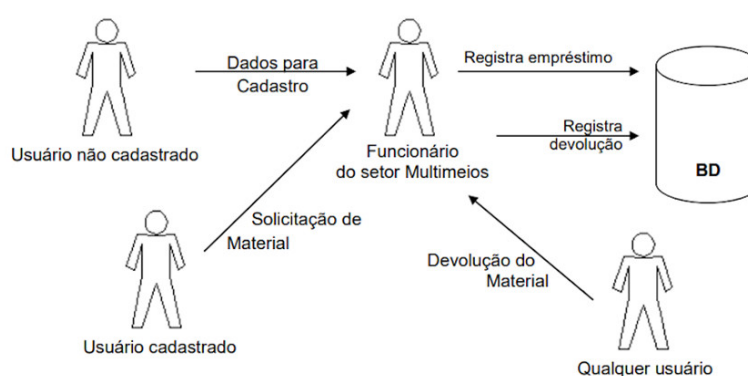 Dados para
Cadastro
Registra empréstimo
Registra
devolução
BD
Usuário não cadastrado
Funcionário
do setor Multimeios
Solicitação de
Material
Devolução do
Material
Usuário cadastrado
Qualquer usuário